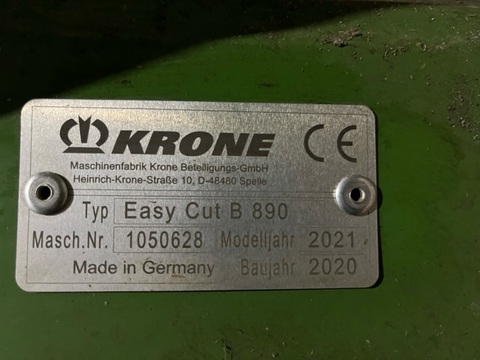 KRONE CE
Maschinenfabrik Krone Beteiligungs-GmbH
Heinrich-Krone-Straße 10, D-48480 Spelle
Typ Easy Cut B 890
Masch.Nr. 1050628 Modelljahr 2021
Made in Germany Baujahr 2020